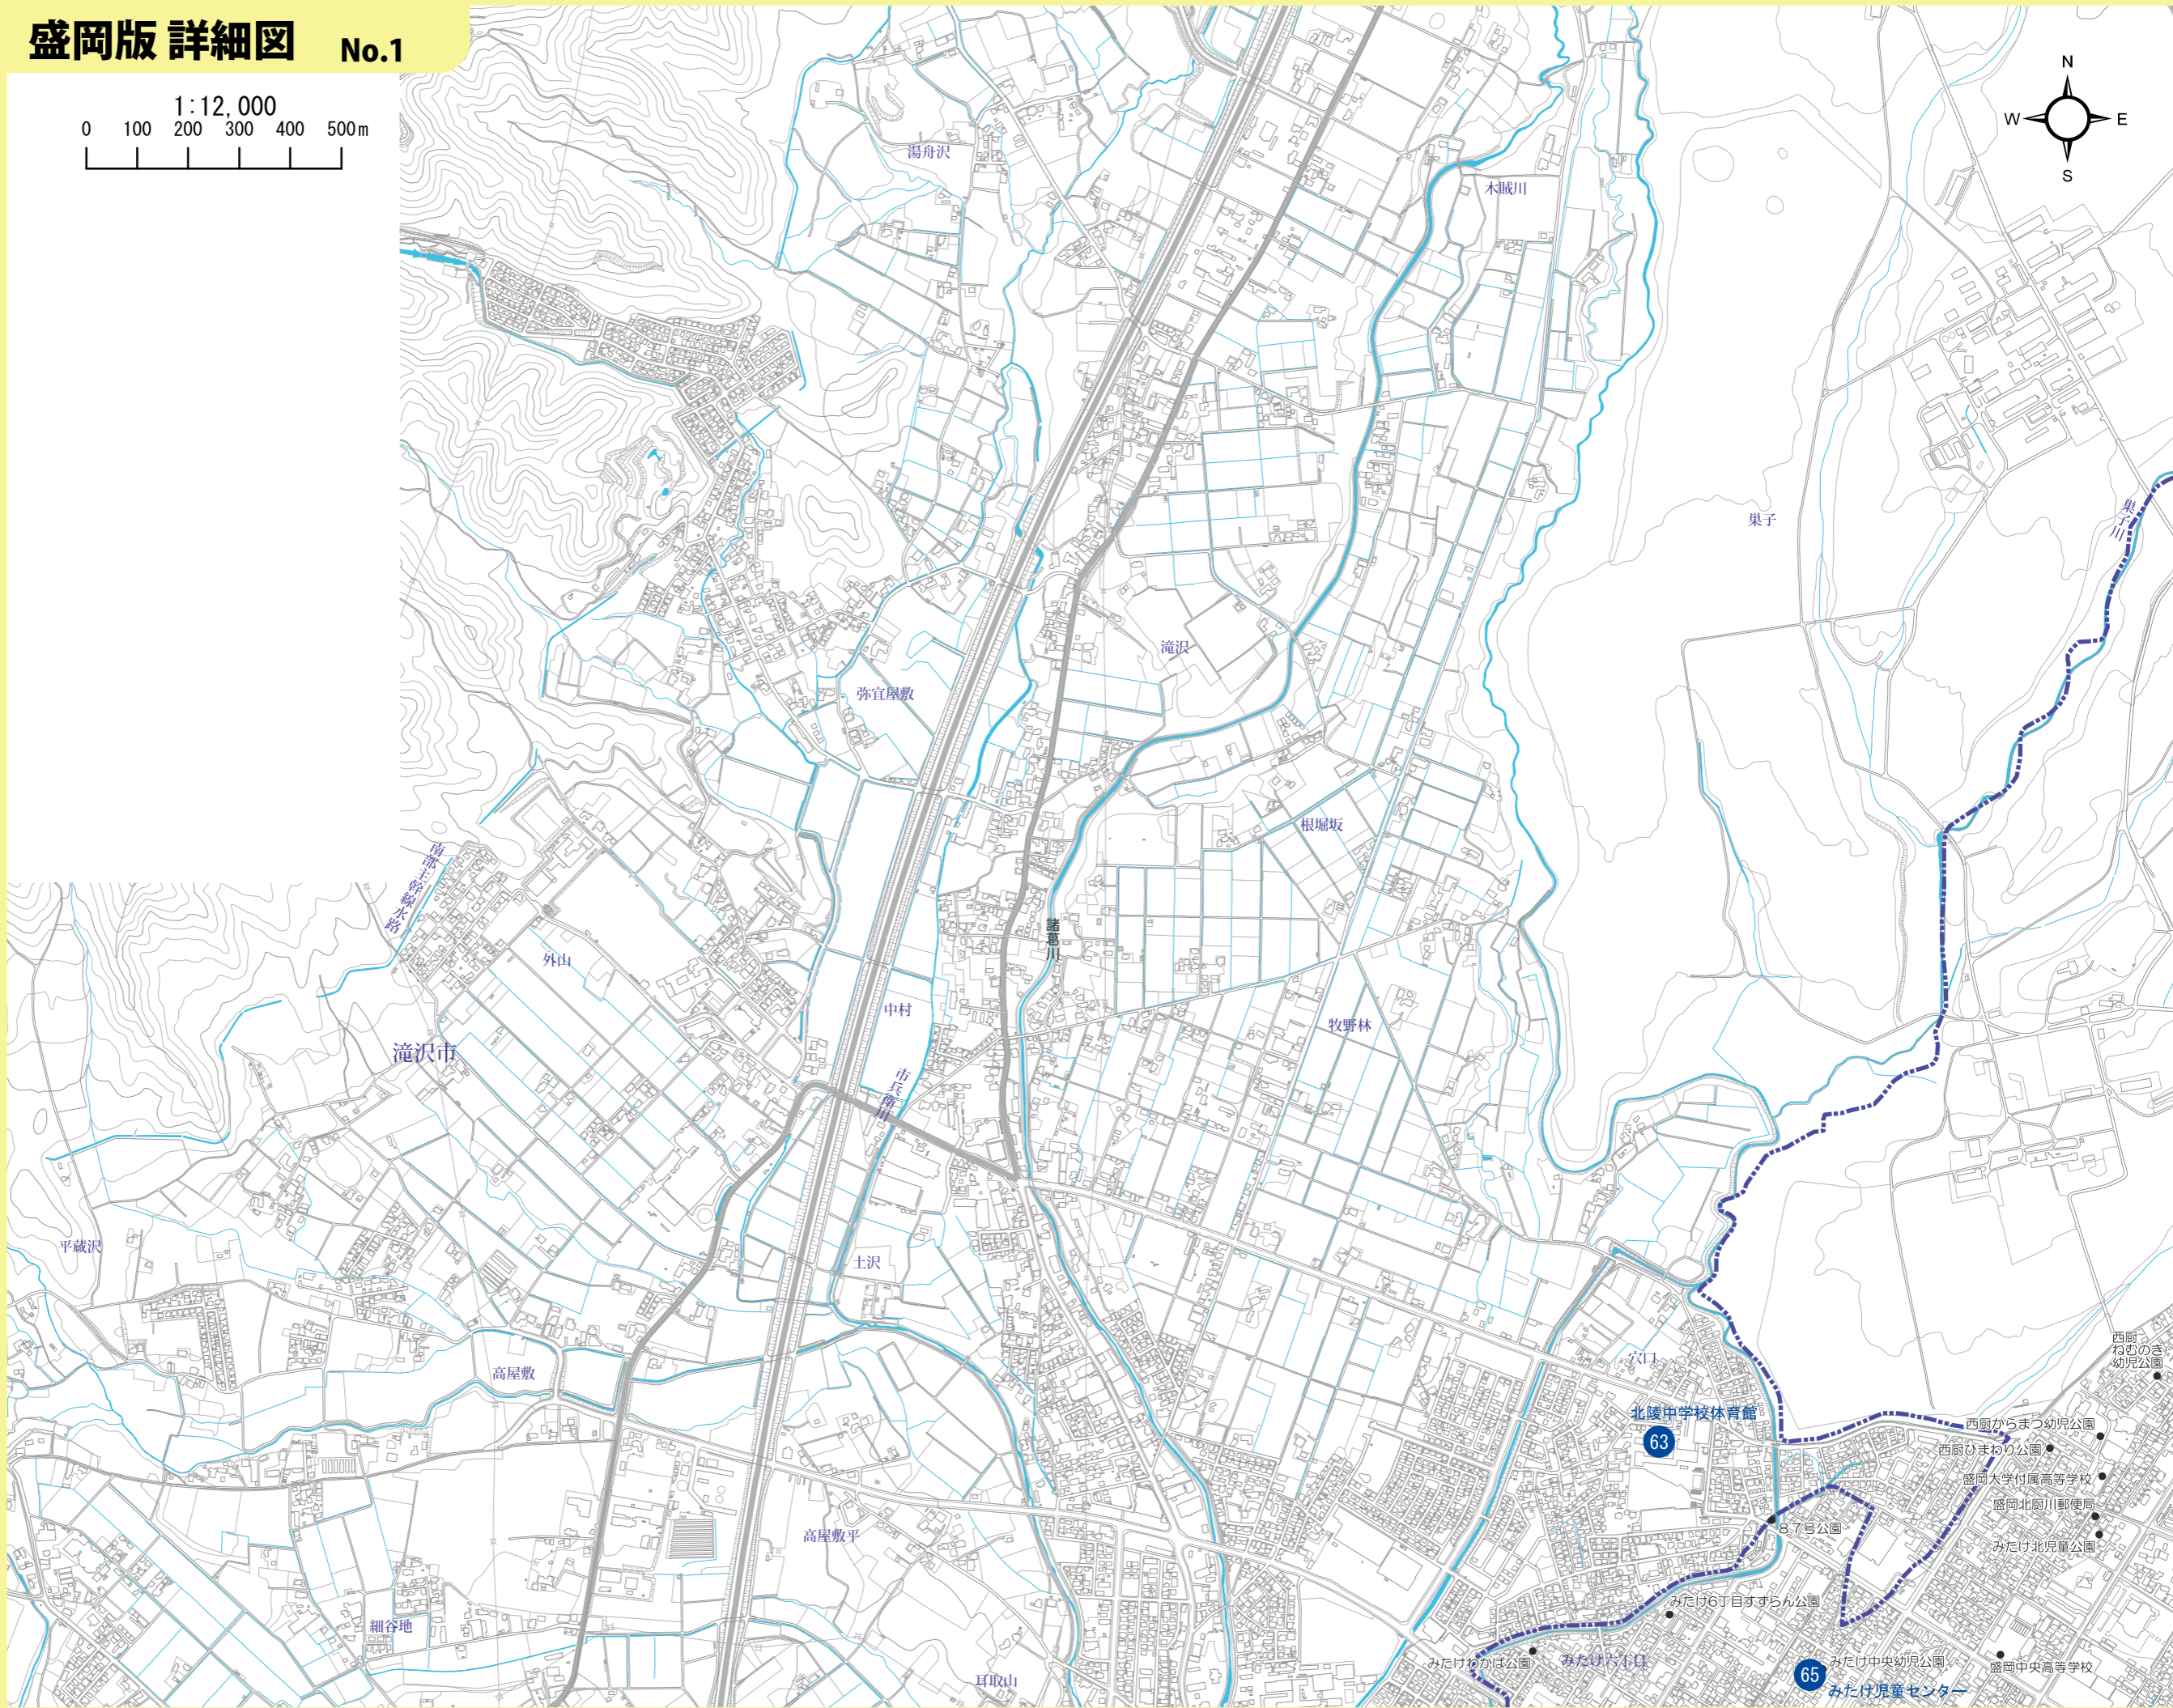 盛岡版 詳細図 No.1
1:12,000
0 100 200 300 400 500m
N
W E
S
湯舟沢
木賊川
巣子
巣子川
滝沢
弥宜屋敷
根堀坂
南部主幹線水路
諸葛川
外山
中村
牧野林
滝沢市
市兵衛川
平蔵沢
土沢
高屋敷
穴口
西厨
ねむのき
幼児公園
北陵中学校体育館
63
西厨からまつ幼児公園
西厨ひまわり公園
盛岡大学付属高等学校
盛岡北厨川郵便局
87号公園
みたけ北児童公園
高屋敷平
みたけ6丁目すずらん公園
細谷地
みたけわかば公園
みたけ六丁目
みたけ中央幼児公園
盛岡中央高等学校
65
みたけ児童センター
耳取山